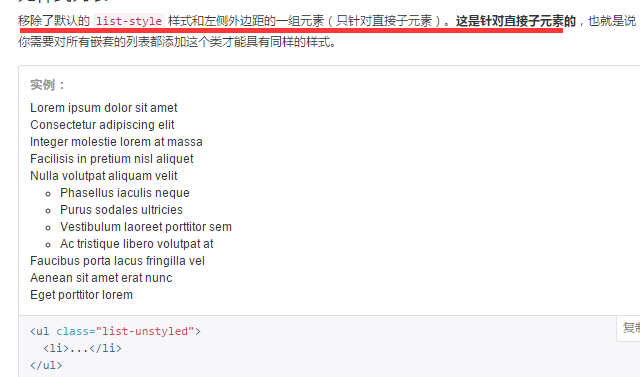 移除了默认的 list-style 样式和左侧外边距的一组元素（只针对直接子元素）。这是针对直接子元素的，也就是说
你需要对所有嵌套的列表都添加这个类才能具有同样的样式。
实例：
Lorem ipsum dolor sit amet
Consectetur adipiscing elit
Integer molestie lorem at massa
Facilisis in pretium nisl aliquet
Nulla volutpat aliquam velit
Phasellus iaculis neque
Purus sodales ultricies
Vestibulum laoreet porttitor sem
Ac tristique libero volutpat at
Faucibus porta lacus fringilla vel
Aenean sit amet erat nunc
Eget porttitor lorem
复制
<ul class="list-unstyled">
<li>...</li>
</ul>